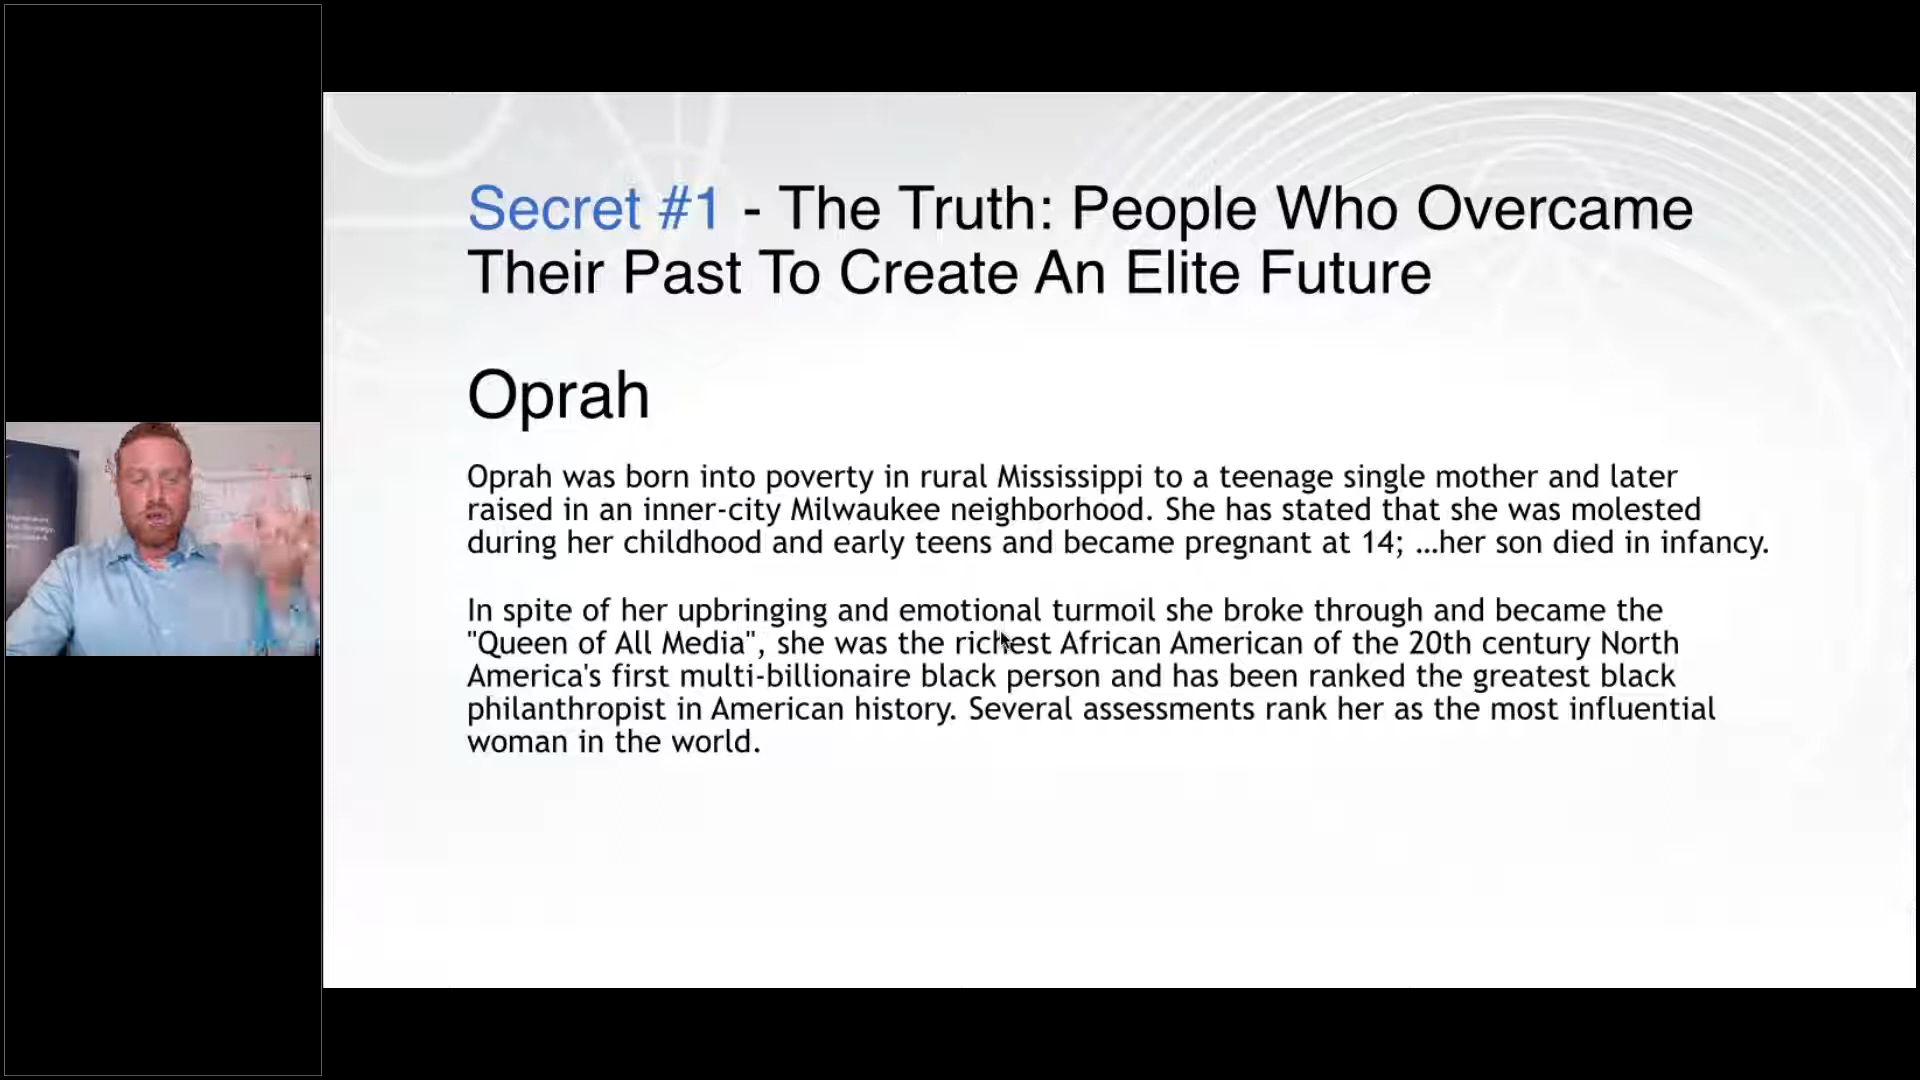 Secret #1 - The Truth: People Who Overcame
Their Past To Create An Elite Future
Oprah
Oprah was born into poverty in rural Mississippi to a teenage single mother and later
raised in an inner-city Milwaukee neighborhood. She has stated that she was molested
during her childhood and early teens and became pregnant at 14; ...her son died in infancy.
In spite of her upbringing and emotional turmoil she broke through and became the
"Queen of All Media", she was the richest African American of the 20th century North
America's first multi-billionaire black person and has been ranked the greatest black
philanthropist in American history. Several assessments rank her as the most influential
woman in the world.